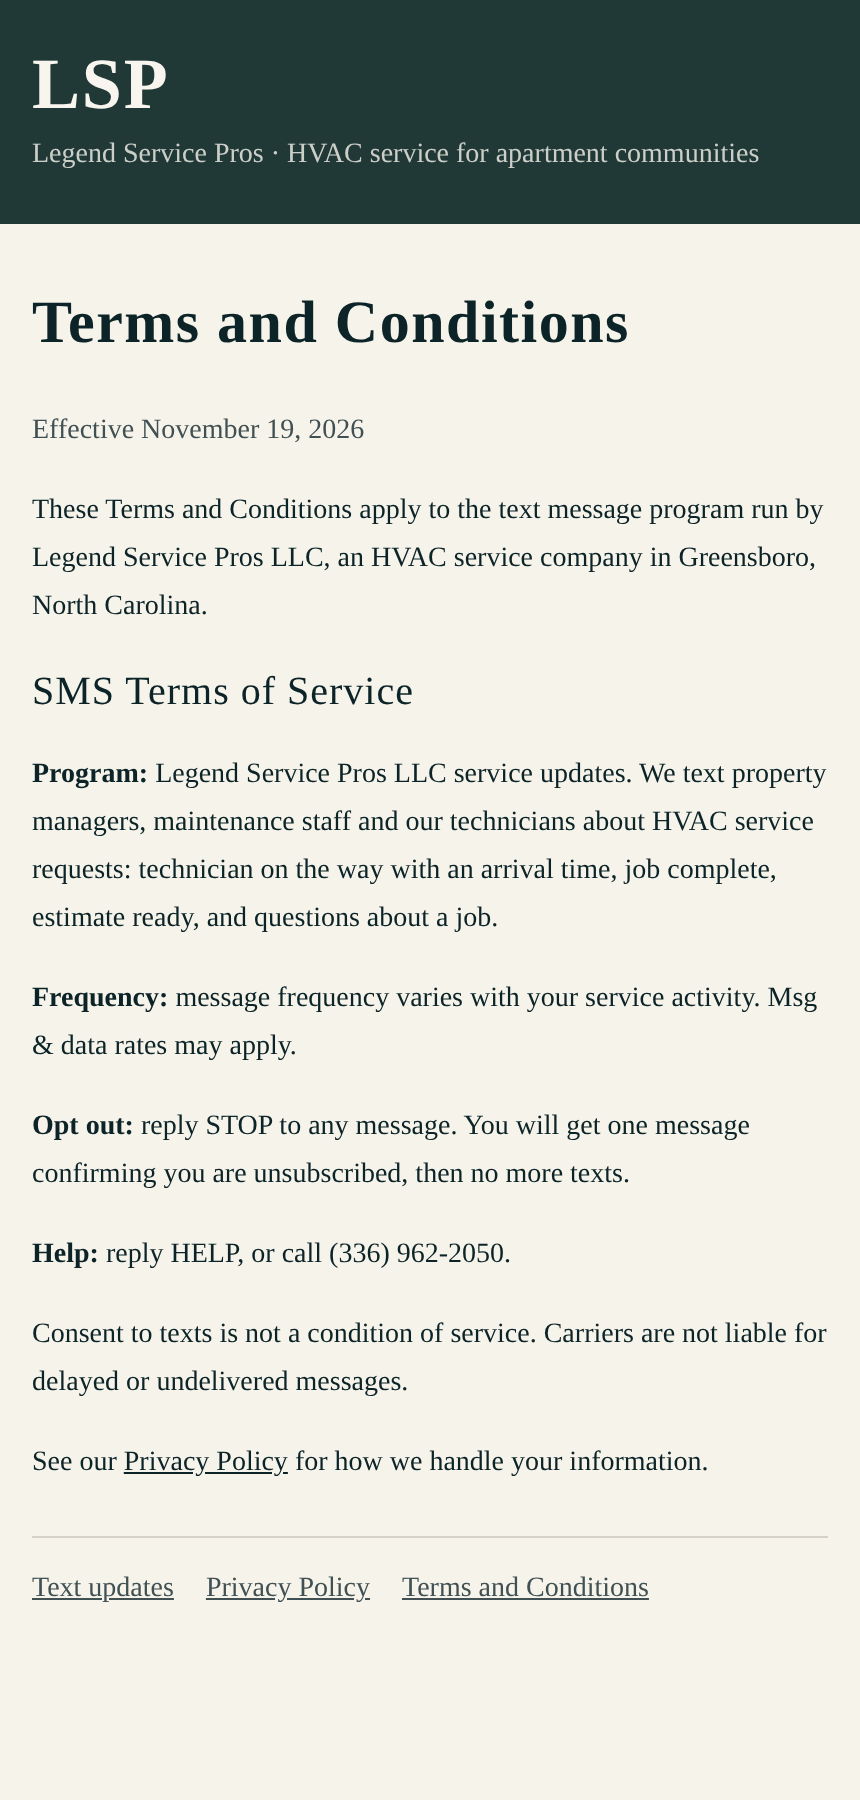 LSP
Legend Service Pros · HVAC service for apartment communities
Terms and Conditions
Effective November 19, 2026
These Terms and Conditions apply to the text message program run by
Legend Service Pros LLC, an HVAC service company in Greensboro,
North Carolina.
SMS Terms of Service
Program: Legend Service Pros LLC service updates. We text property
managers, maintenance staff and our technicians about HVAC service
requests: technician on the way with an arrival time, job complete,
estimate ready, and questions about a job.
Frequency: message frequency varies with your service activity. Msg
& data rates may apply.
Opt out: reply STOP to any message. You will get one message
confirming you are unsubscribed, then no more texts.
Help: reply HELP, or call (336) 962-2050.
Consent to texts is not a condition of service. Carriers are not liable for
delayed or undelivered messages.
See our Privacy Policy for how we handle your information.
Text updates Privacy Policy Terms and Conditions